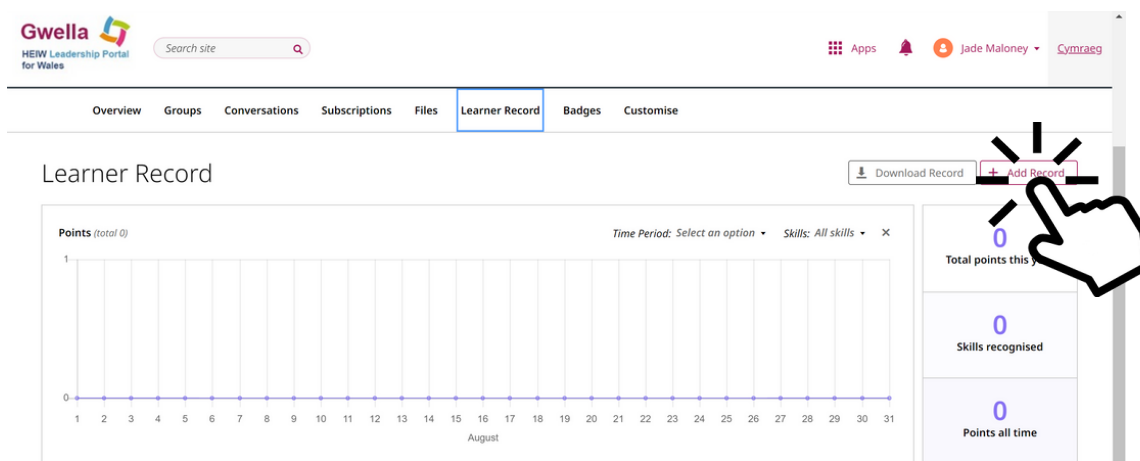 Gwella
HEIW Leadership Portal
for Wales
Search site
Apps
Jade Maloney
Cymraeg
Overview Groups Conversations Subscriptions Files Learner Record Badges Customise
Learner Record
Download Record
+ Add Record
Points (total 0)
Time Period: Select an option Skills: All skills ×
1
0
1 2 3 4 5 6 7 8 9 10 11 12 13 14 15 16 17 18 19 20 21 22 23 24 25 26 27 28 29 30 31
August
0
Total points this
0
Skills recognised
0
Points all time